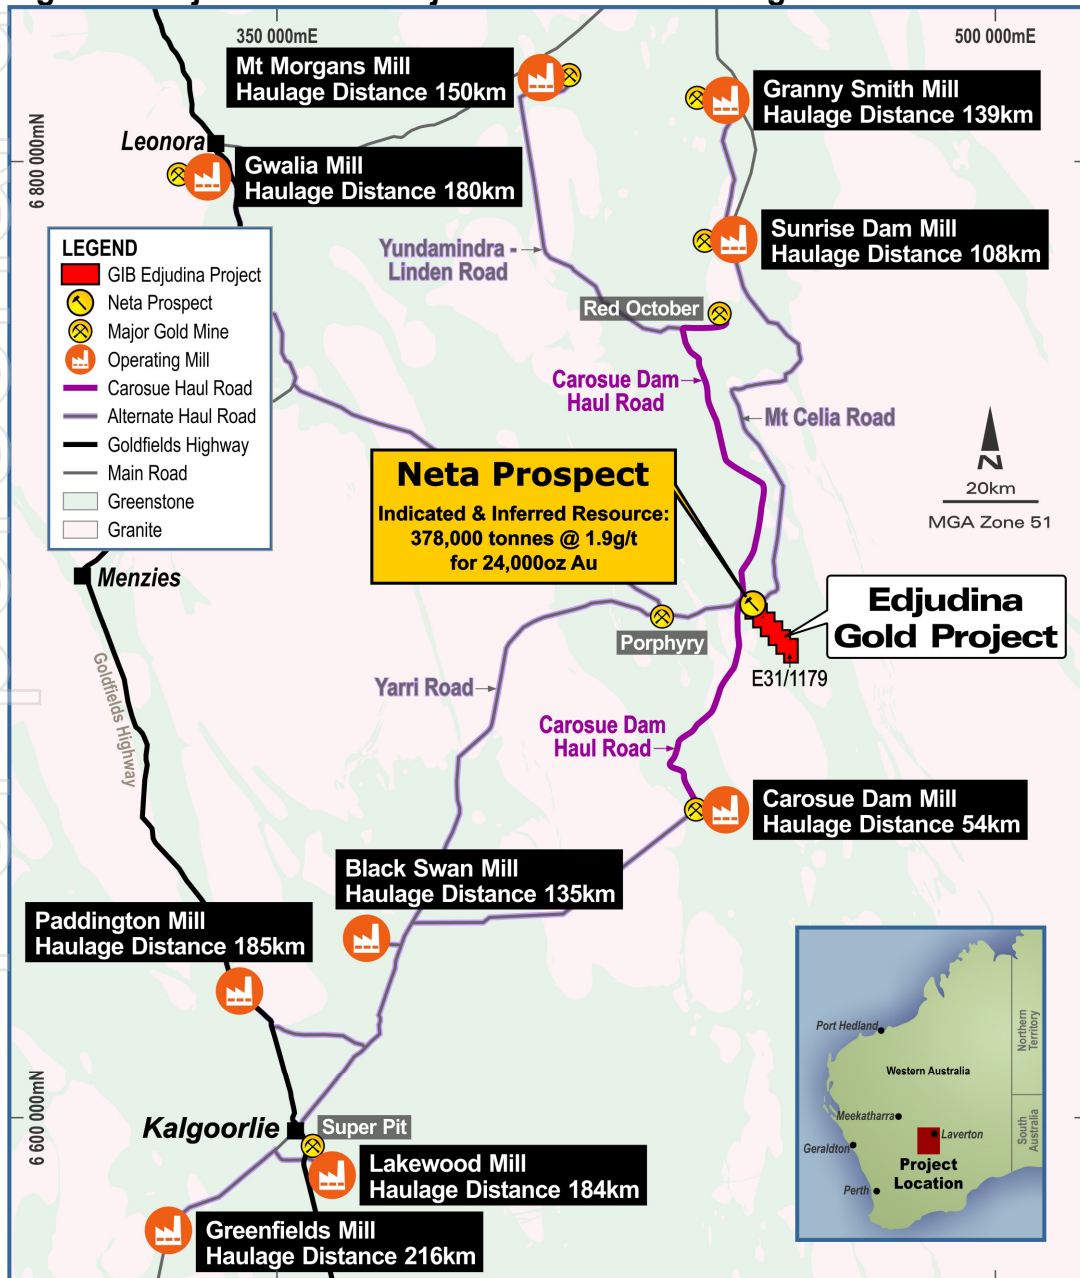 350 000mE
500 000mE
Mt Morgans Mill
Haulage Distance 150km
Granny Smith Mill
Haulage Distance 139km
Leonora
6 800 000mN
Gwalia Mill
Haulage Distance 180km
Sunrise Dam Mill
Haulage Distance 108km
Yundamindra -
Linden Road
LEGEND
GIB Edjudina Project
Neta Prospect
Major Gold Mine
Operating Mill
Carosue Haul Road
Alternate Haul Road
Goldfields Highway
Main Road
Greenstone
Granite
Red October
Carosue Dam
Haul Road
Mt Celia Road
N
20km
MGA Zone 51
Neta Prospect
Indicated & Inferred Resource:
378,000 tonnes @ 1.9g/t
for 24,000oz Au
Menzies
Edjudina
Gold Project
Porphyry
E31/1179
Goldfields Highway
Yarri Road
Carosue Dam
Haul Road
Carosue Dam Mill
Haulage Distance 54km
Black Swan Mill
Haulage Distance 135km
Paddington Mill
Haulage Distance 185km
Port Hedland
Northern
Territory
Western Australia
Meekatharra
Laverton
South
Australia
Geraldton
Project
Location
Perth
6 600 000mN
Kalgoorlie
Super Pit
Lakewood Mill
Haulage Distance 184km
Greenfields Mill
Haulage Distance 216km